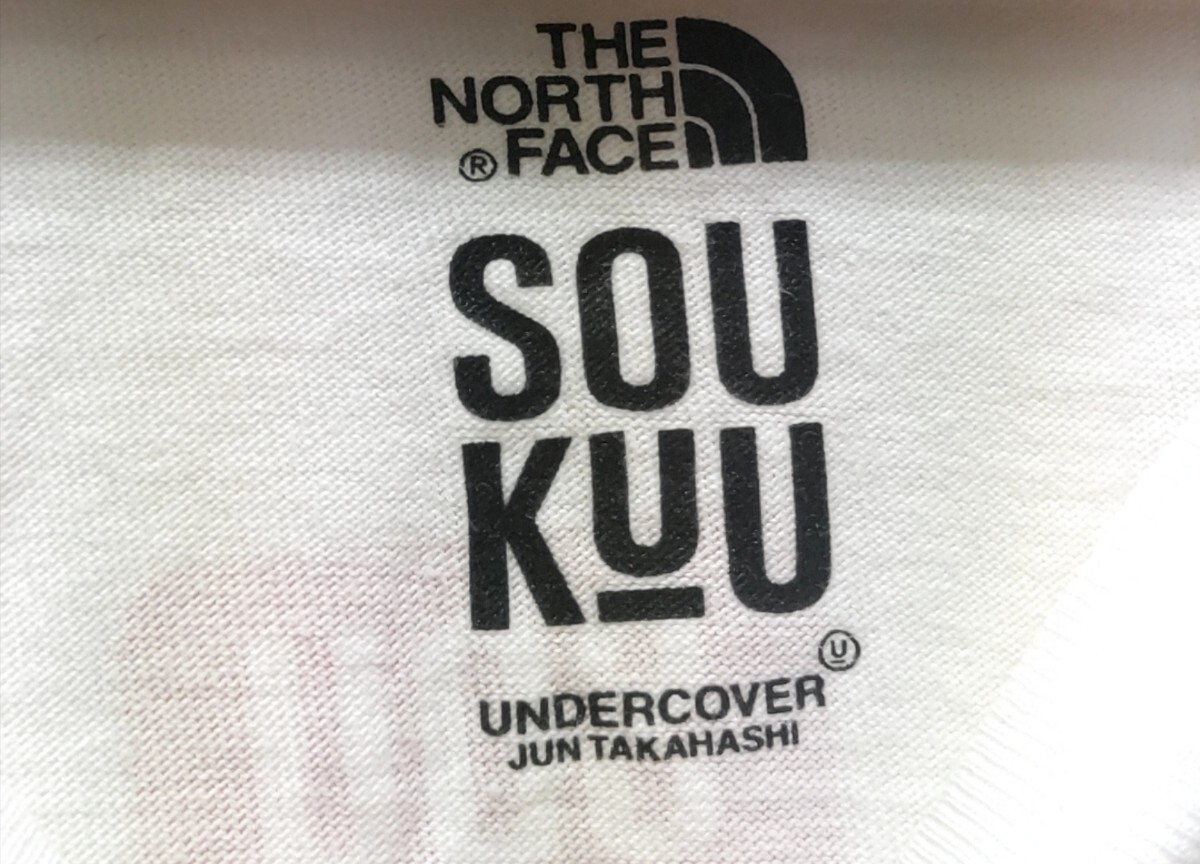 THE
NORTH
® FACE
SOU
KUU
U
UNDERCOVER
JUN TAKAHASHI